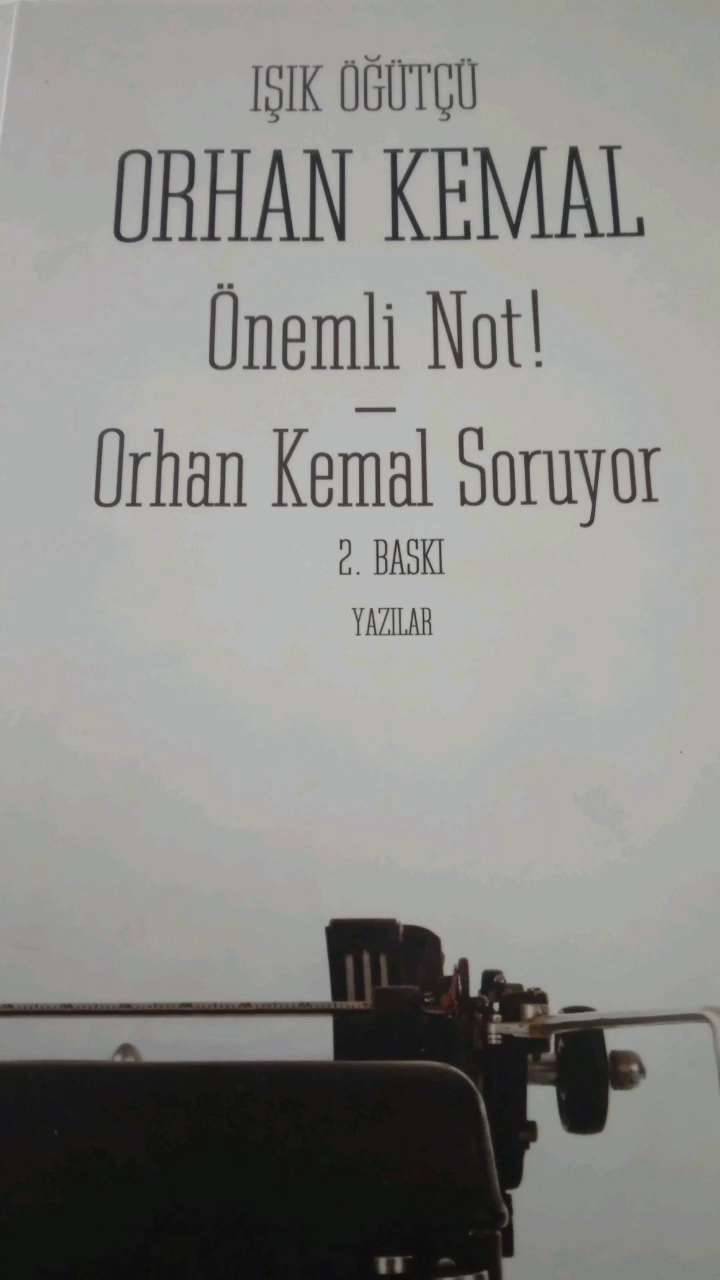 IŞIK ÖĞÜTÇÜ
ORHAN KEMAL
Önemli Not!
–
Orhan Kemal Soruyor
2. BASKI
YAZILAR